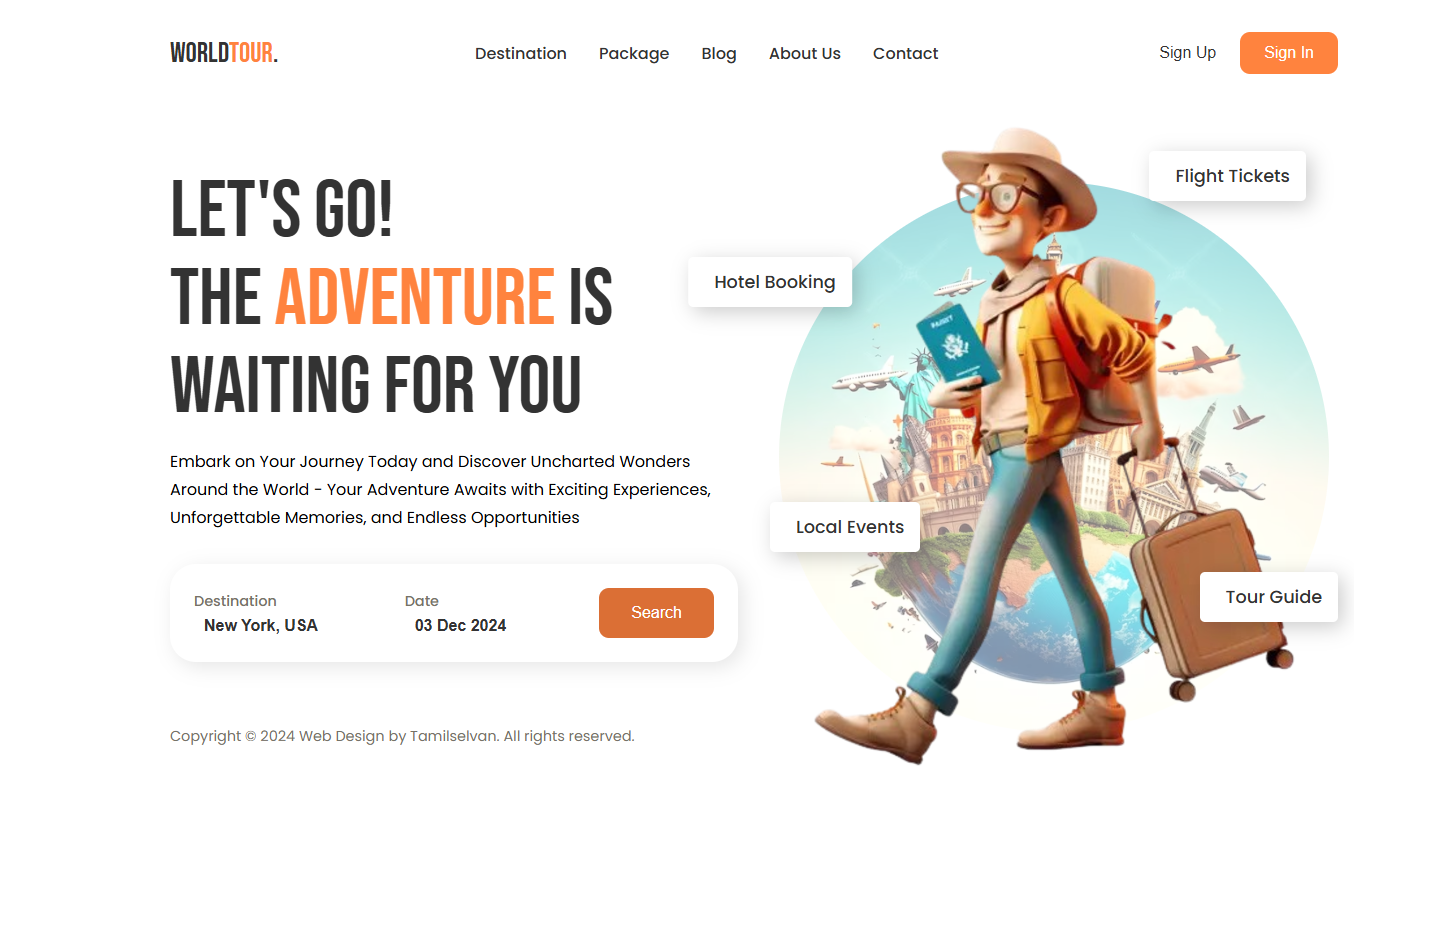 WORLDTOUR.
Destination Package Blog About Us Contact
Sign Up Sign In
LET'S GO!
THE ADVENTURE IS
WAITING FOR YOU
Embark on Your Journey Today and Discover Uncharted Wonders
Around the World - Your Adventure Awaits with Exciting Experiences,
Unforgettable Memories, and Endless Opportunities
Destination Date
New York, USA 03 Dec 2024
Search
Copyright © 2024 Web Design by Tamilselvan. All rights reserved.
Flight Tickets
Hotel Booking
Local Events
Tour Guide